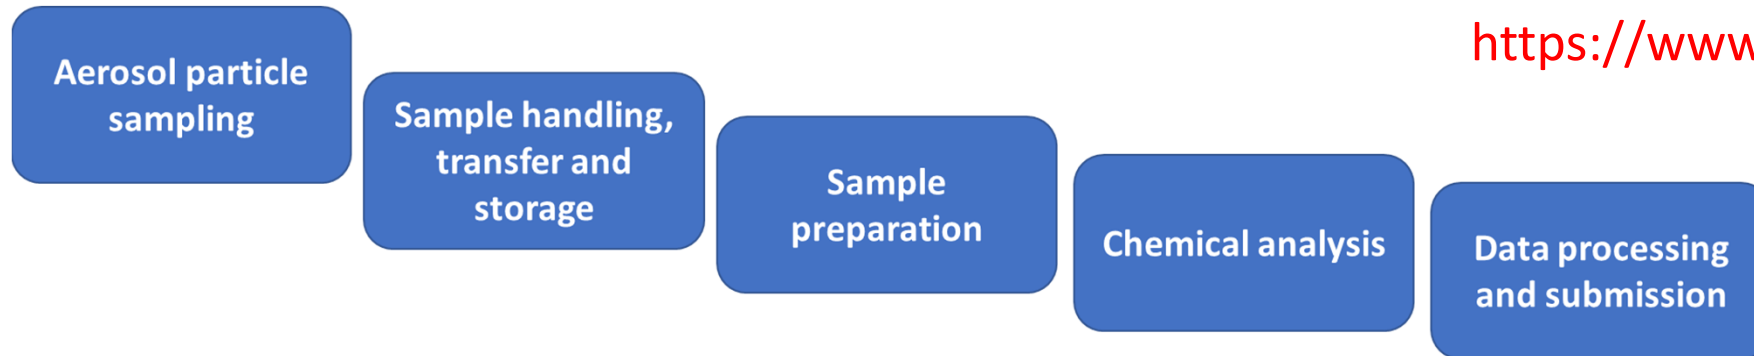 https://www
Aerosol particle
sampling
Sample handling,
transfer and
storage
Sample
preparation
Chemical analysis
Data processing
and submission